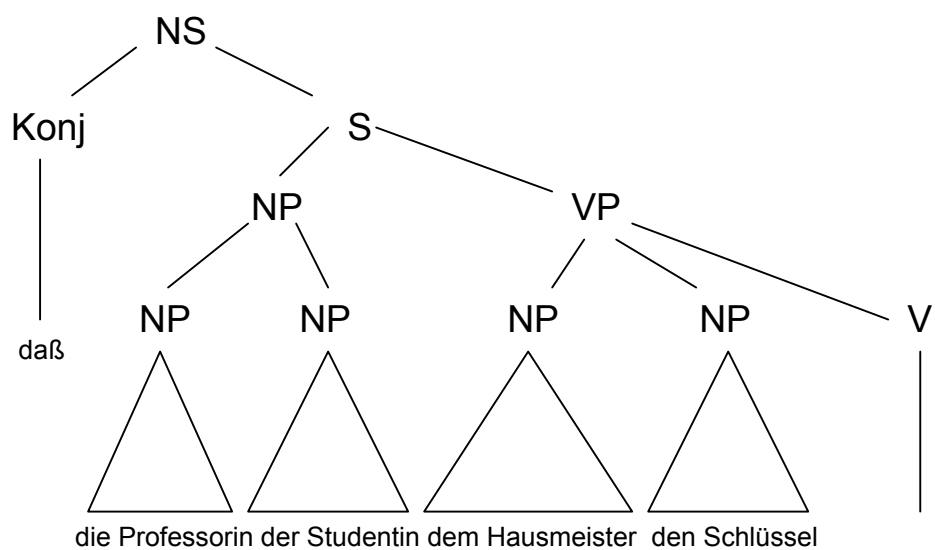 NS
Konj S
NP VP
NP NP NP NP V
daß
die Professorin der Studentin dem Hausmeister den Schlüssel